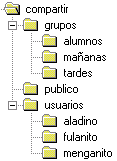 compartir
grupos
alumnos
mañanas
tardes
publico
usuarios
aladino
fulanito
menganito